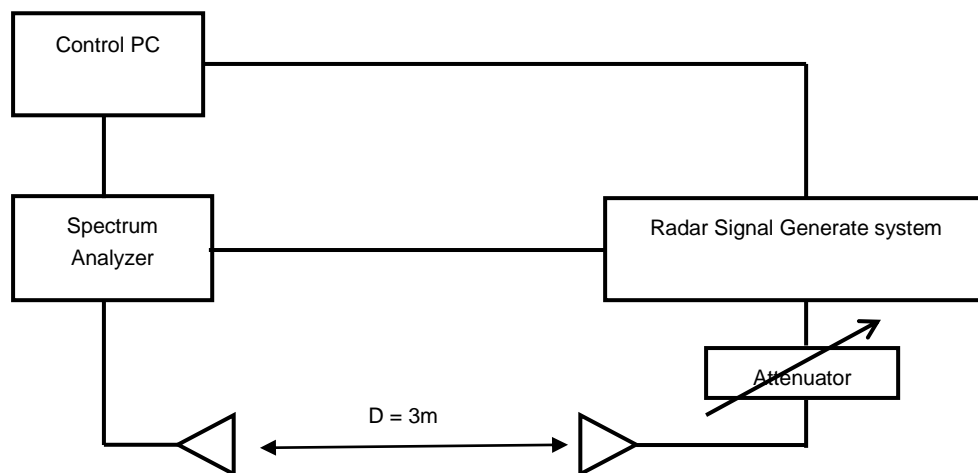 Control PC
Spectrum
Analyzer
Radar Signal Generate system
Attenuator
D = 3m